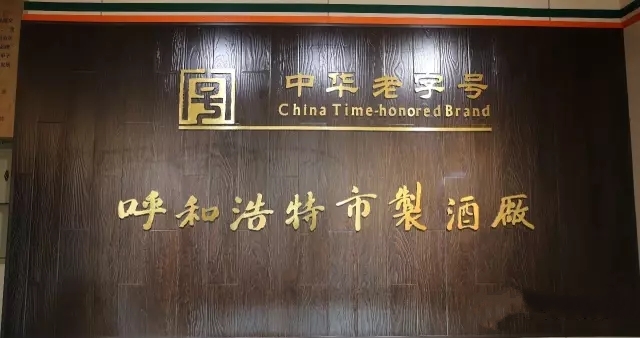 中华老字号
China Time-honored Brand
呼和浩特市製酒廠